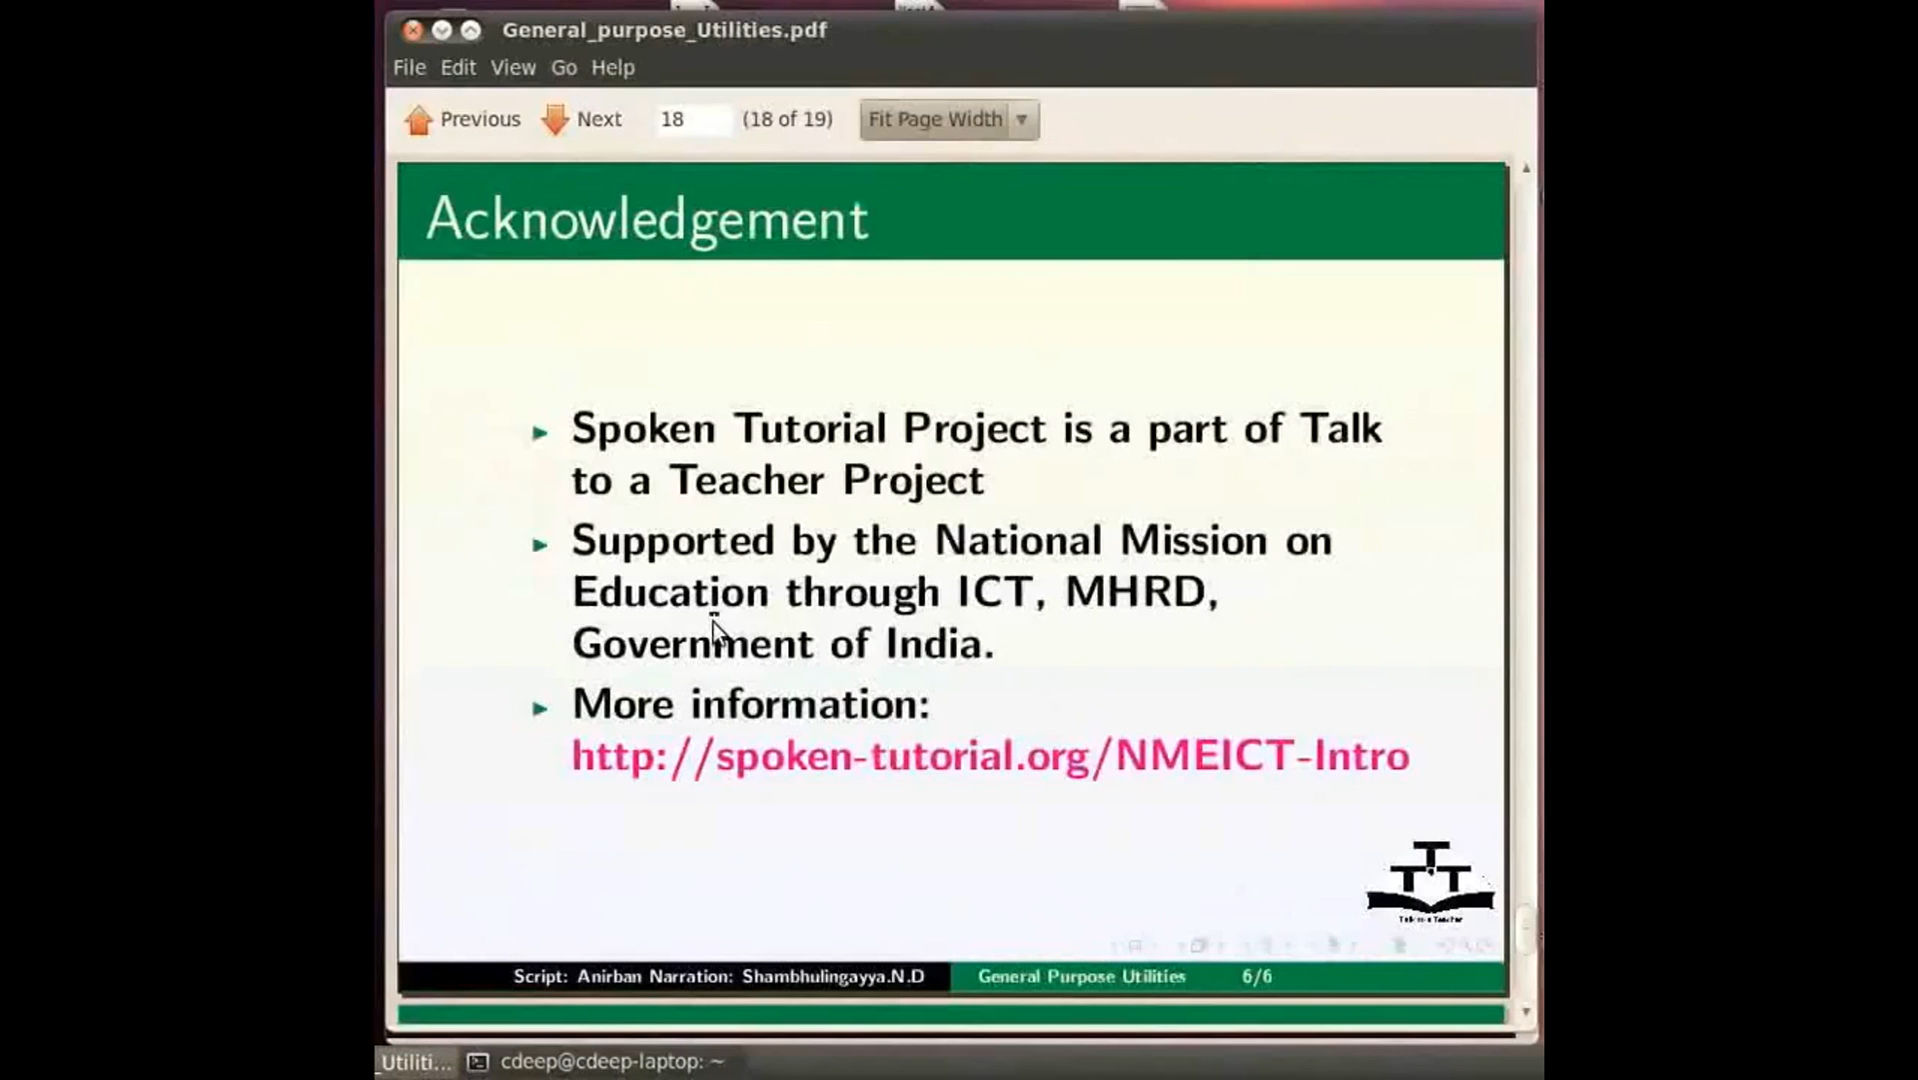 General_purpose_Utilities.pdf
File Edit View Go Help
Previous Next 18 (18 of 19) Fit Page Width
Acknowledgement
Spoken Tutorial Project is a part of Talk
to a Teacher Project
Supported by the National Mission on
Education through ICT, MHRD,
Government of India.
More information:
http://spoken-tutorial.org/NMEICT-Intro
Script: Anirban Narration: Shambhulingayya.N.D General Purpose Utilities 6/6
_Utiliti... cdeep@cdeep-laptop: ~